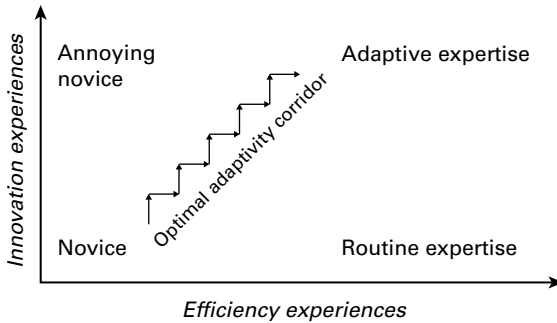 Annoying
novice
Adaptive expertise
Innovation experiences
Optimal adaptivity corridor
Novice
Routine expertise
Efficiency experiences